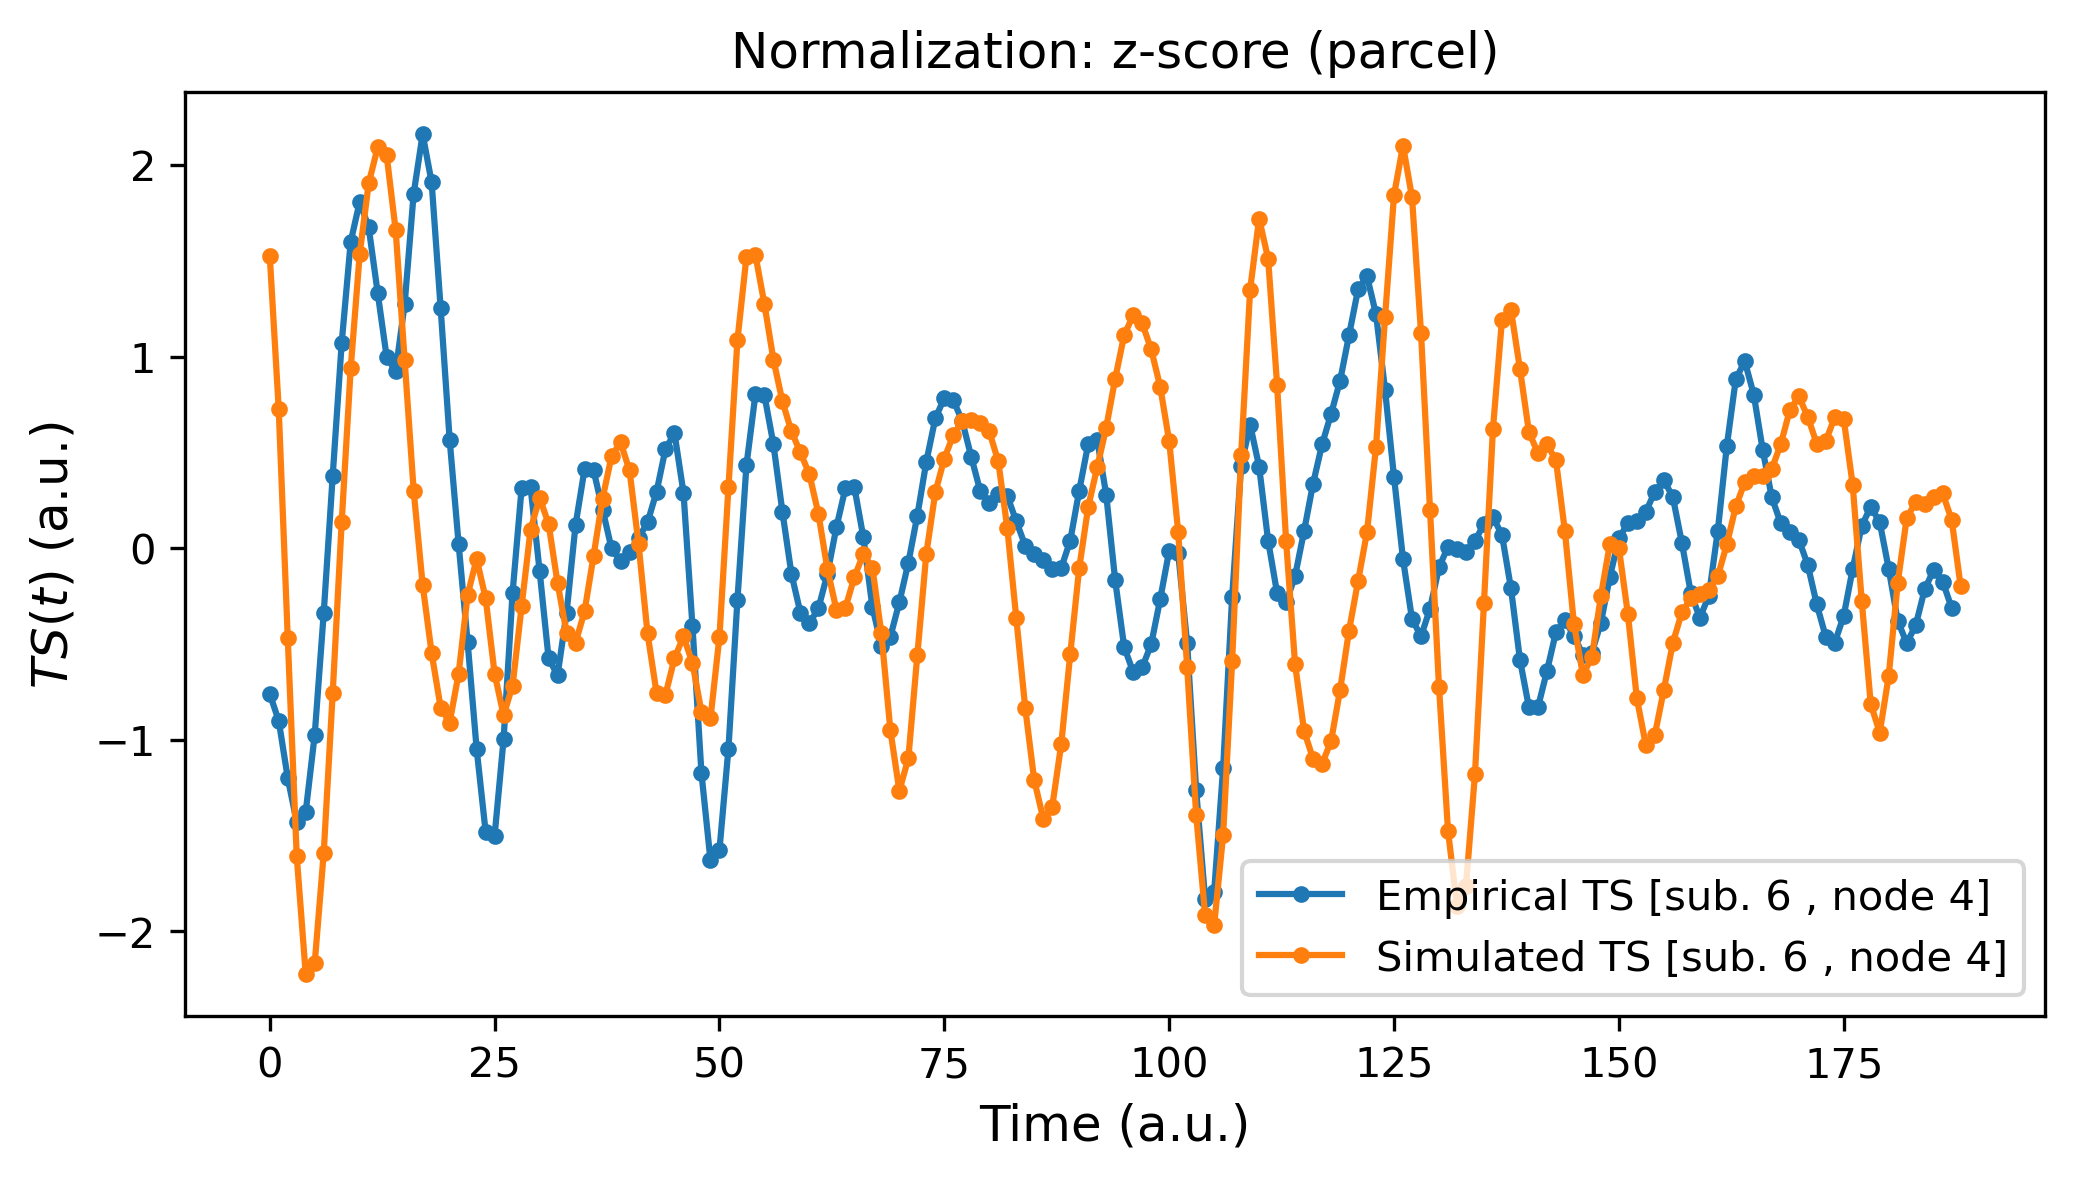 Normalization: z-score (parcel)
TS(t) (a.u.)
2
1
0
−1
−2
Empirical TS [sub. 6 , node 4]
Simulated TS [sub. 6 , node 4]
0 25 50 75 100 125 150 175
Time (a.u.)